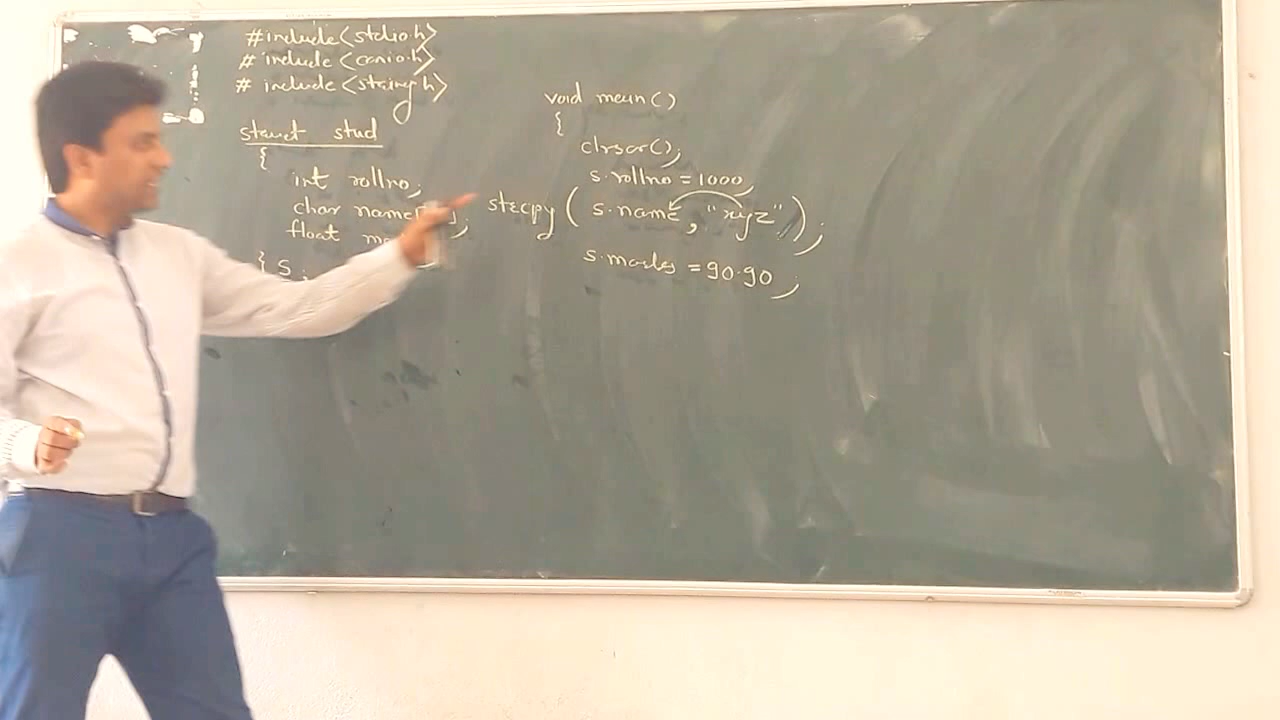 #include<stdio.h>
# include<conio.h>
# include<string.h>
struct stud
{
int rollno;
char name[
float
} s ;
void main()
{
clrscr();
s.rollno = 1000;
strcpy( s.name, "xyz" );
s.marks = 90.90;